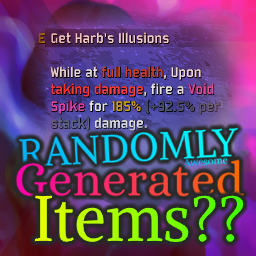 E Get Harb's Illusions
While at full health, Upon
taking damage, fire a Void
Spike for 185% (+92.5% per
stack) damage.
RANDOMLY
Awesome
Generated
Items??